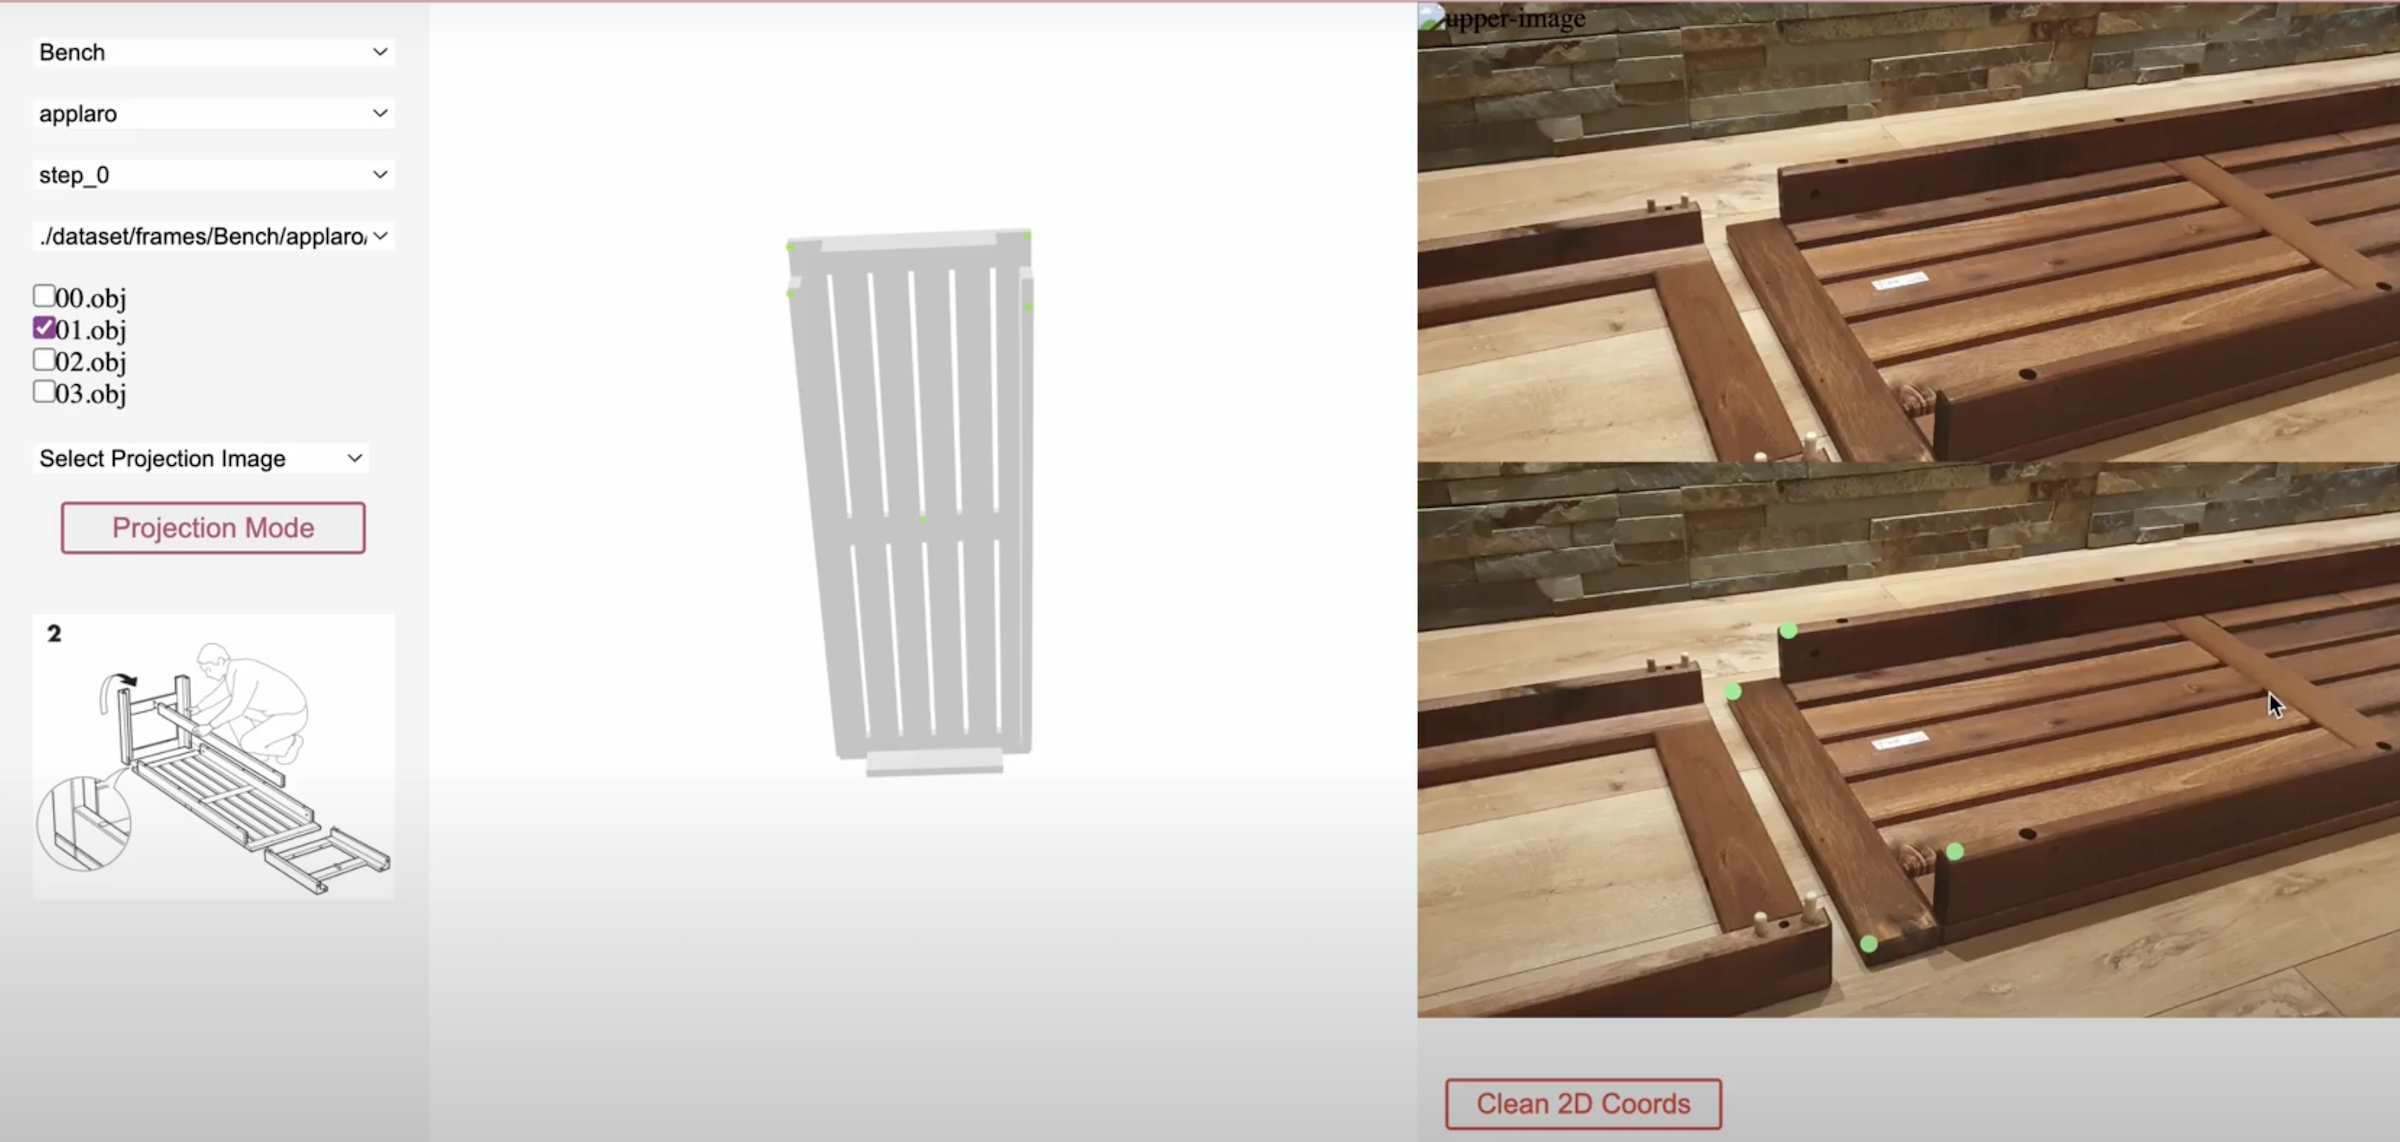 Bench
applaro
step_0
./dataset/frames/Bench/applaro/
00.obj
01.obj
02.obj
03.obj
Select Projection Image
Projection Mode
2
upper-image
Clean 2D Coords